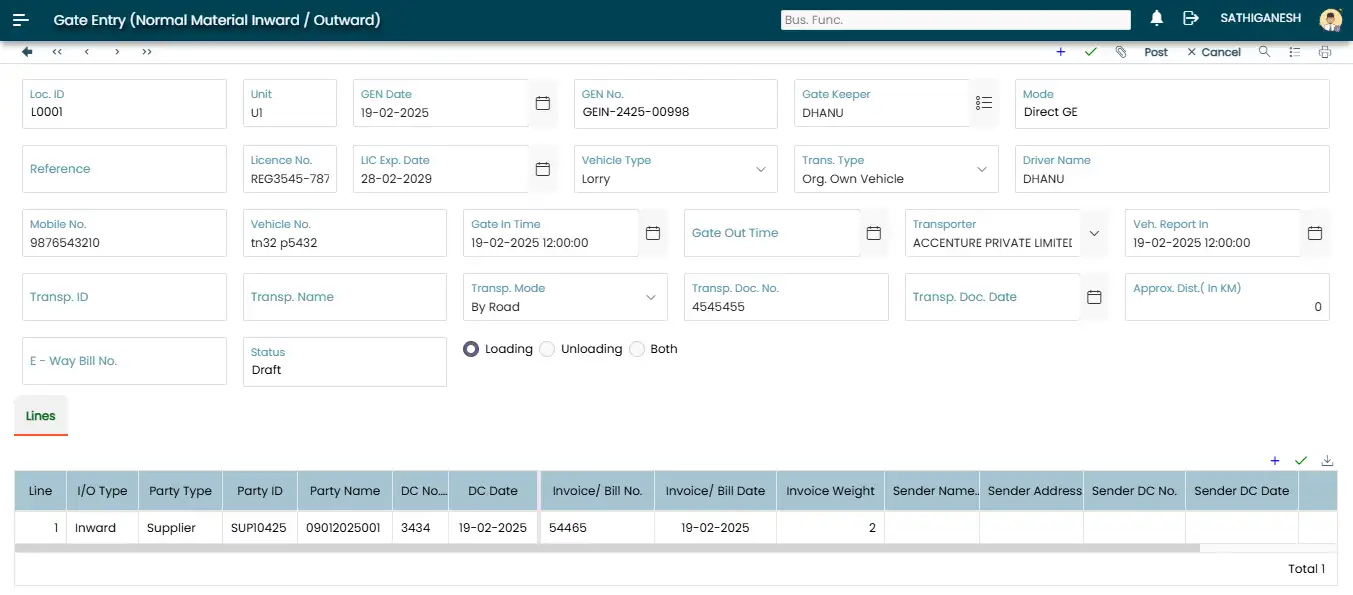 Gate Entry (Normal Material Inward / Outward)
Bus. Func.
SATHIGANESH
<< < > >>
+ Post × Cancel
Loc. ID Unit GEN Date GEN No. Gate Keeper Mode
L0001 U1 19-02-2025 GEIN-2425-00998 DHANU Direct GE
Reference Licence No. LIC Exp. Date Vehicle Type Trans. Type Driver Name
REG3545-787 28-02-2029 Lorry Org. Own Vehicle DHANU
Mobile No. Vehicle No. Gate In Time Gate Out Time Transporter Veh. Report In
9876543210 tn32 p5432 19-02-2025 12:00:00 ACCENTURE PRIVATE LIMITED 19-02-2025 12:00:00
Transp. ID Transp. Name Transp. Mode Transp. Doc. No. Transp. Doc. Date Approx. Dist.( In KM)
By Road 4545455 0
E - Way Bill No. Status Loading Unloading Both
Draft
Lines
+
Line I/O Type Party Type Party ID Party Name DC No.... DC Date Invoice/ Bill No. Invoice/ Bill Date Invoice Weight Sender Name.. Sender Address Sender DC No. Sender DC Date
1 Inward Supplier SUP10425 09012025001 3434 19-02-2025 54465 19-02-2025 2
Total 1